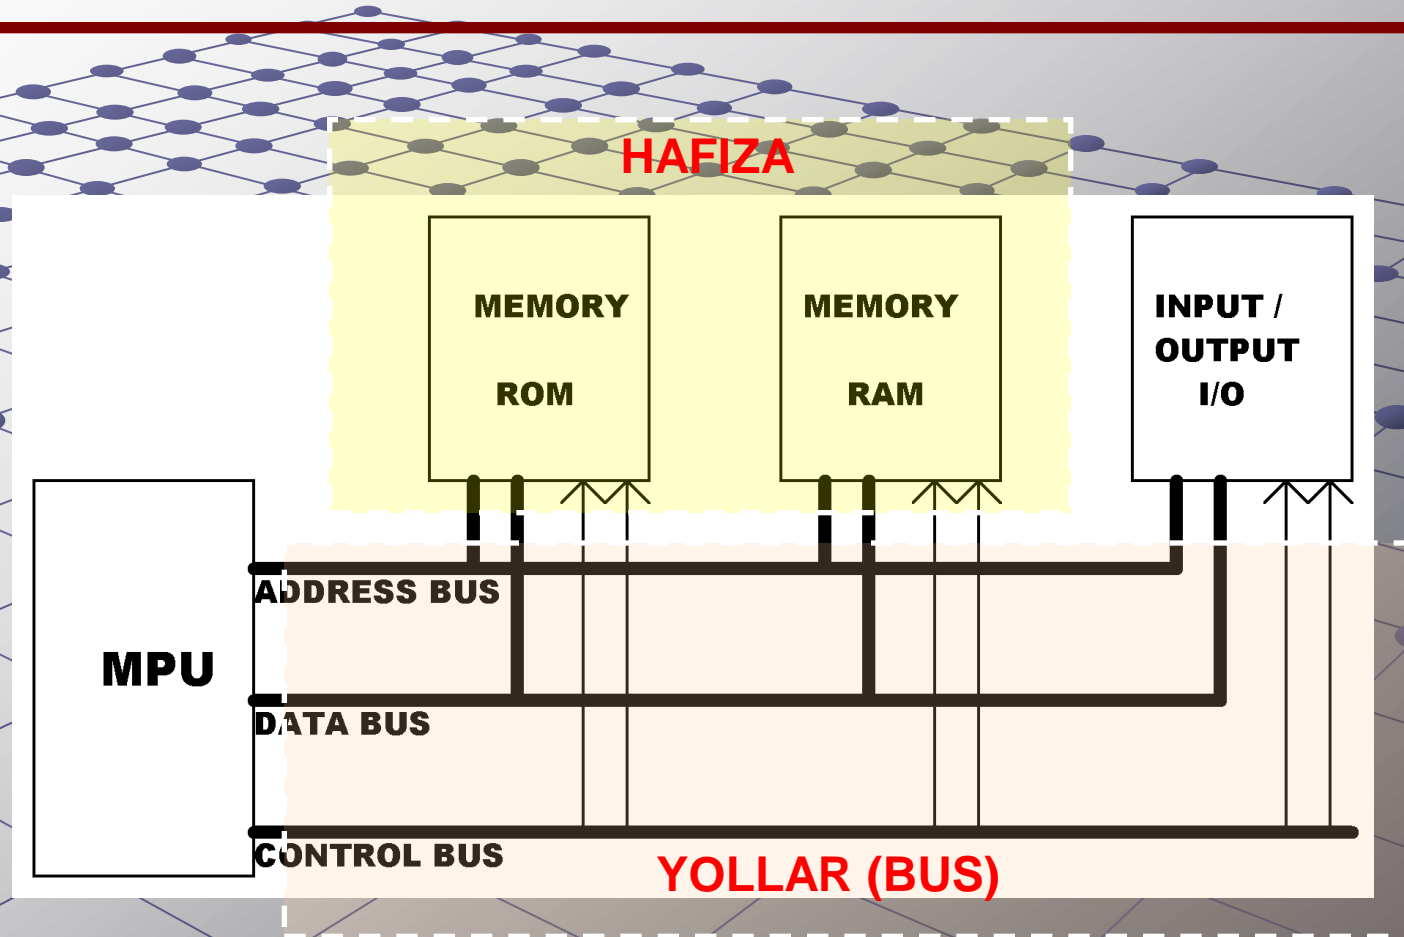 HAFIZA
MEMORY
ROM
MEMORY
RAM
INPUT /
OUTPUT
I/O
MPU
ADDRESS BUS
DATA BUS
CONTROL BUS
YOLLAR (BUS)